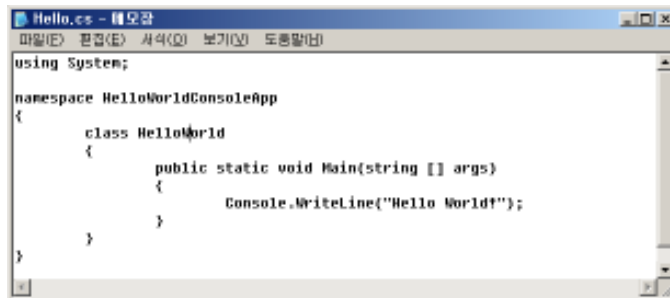 Hello.cs - 메모장
파일(F) 편집(E) 서식(O) 보기(V) 도움말(H)
using System;
namespace HelloWorldConsoleApp
{
class HelloWorld
{
public static void Main(string [] args)
{
Console.WriteLine("Hello World!");
}
}
}